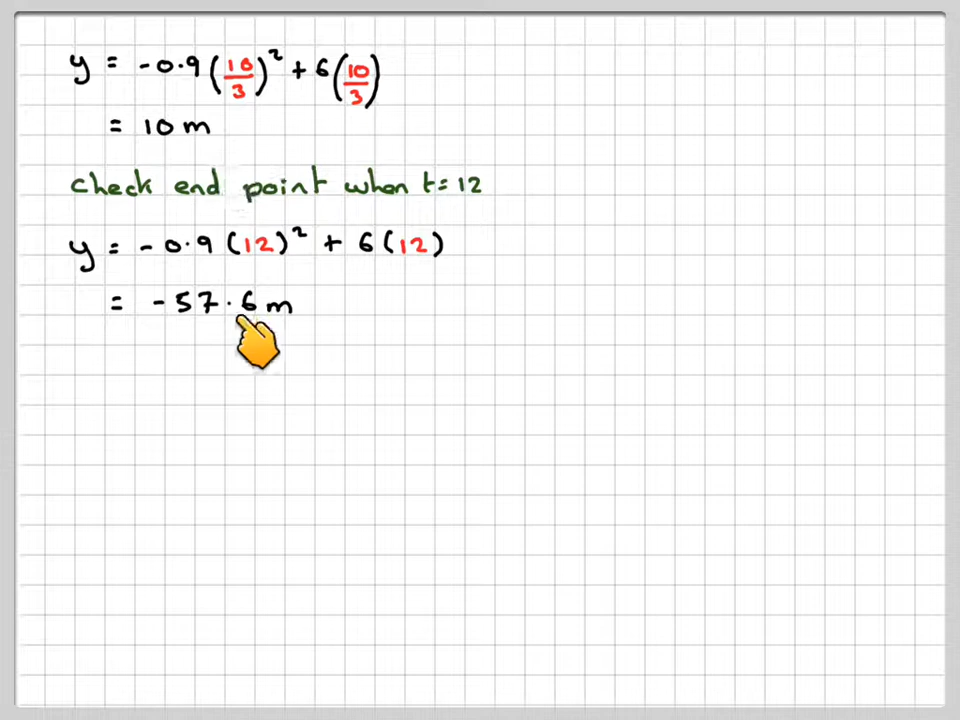 y = -0.9(10/3)² + 6(10/3)
= 10 m
check end point when t = 12
y = -0.9(12)² + 6(12)
= -57.6 m